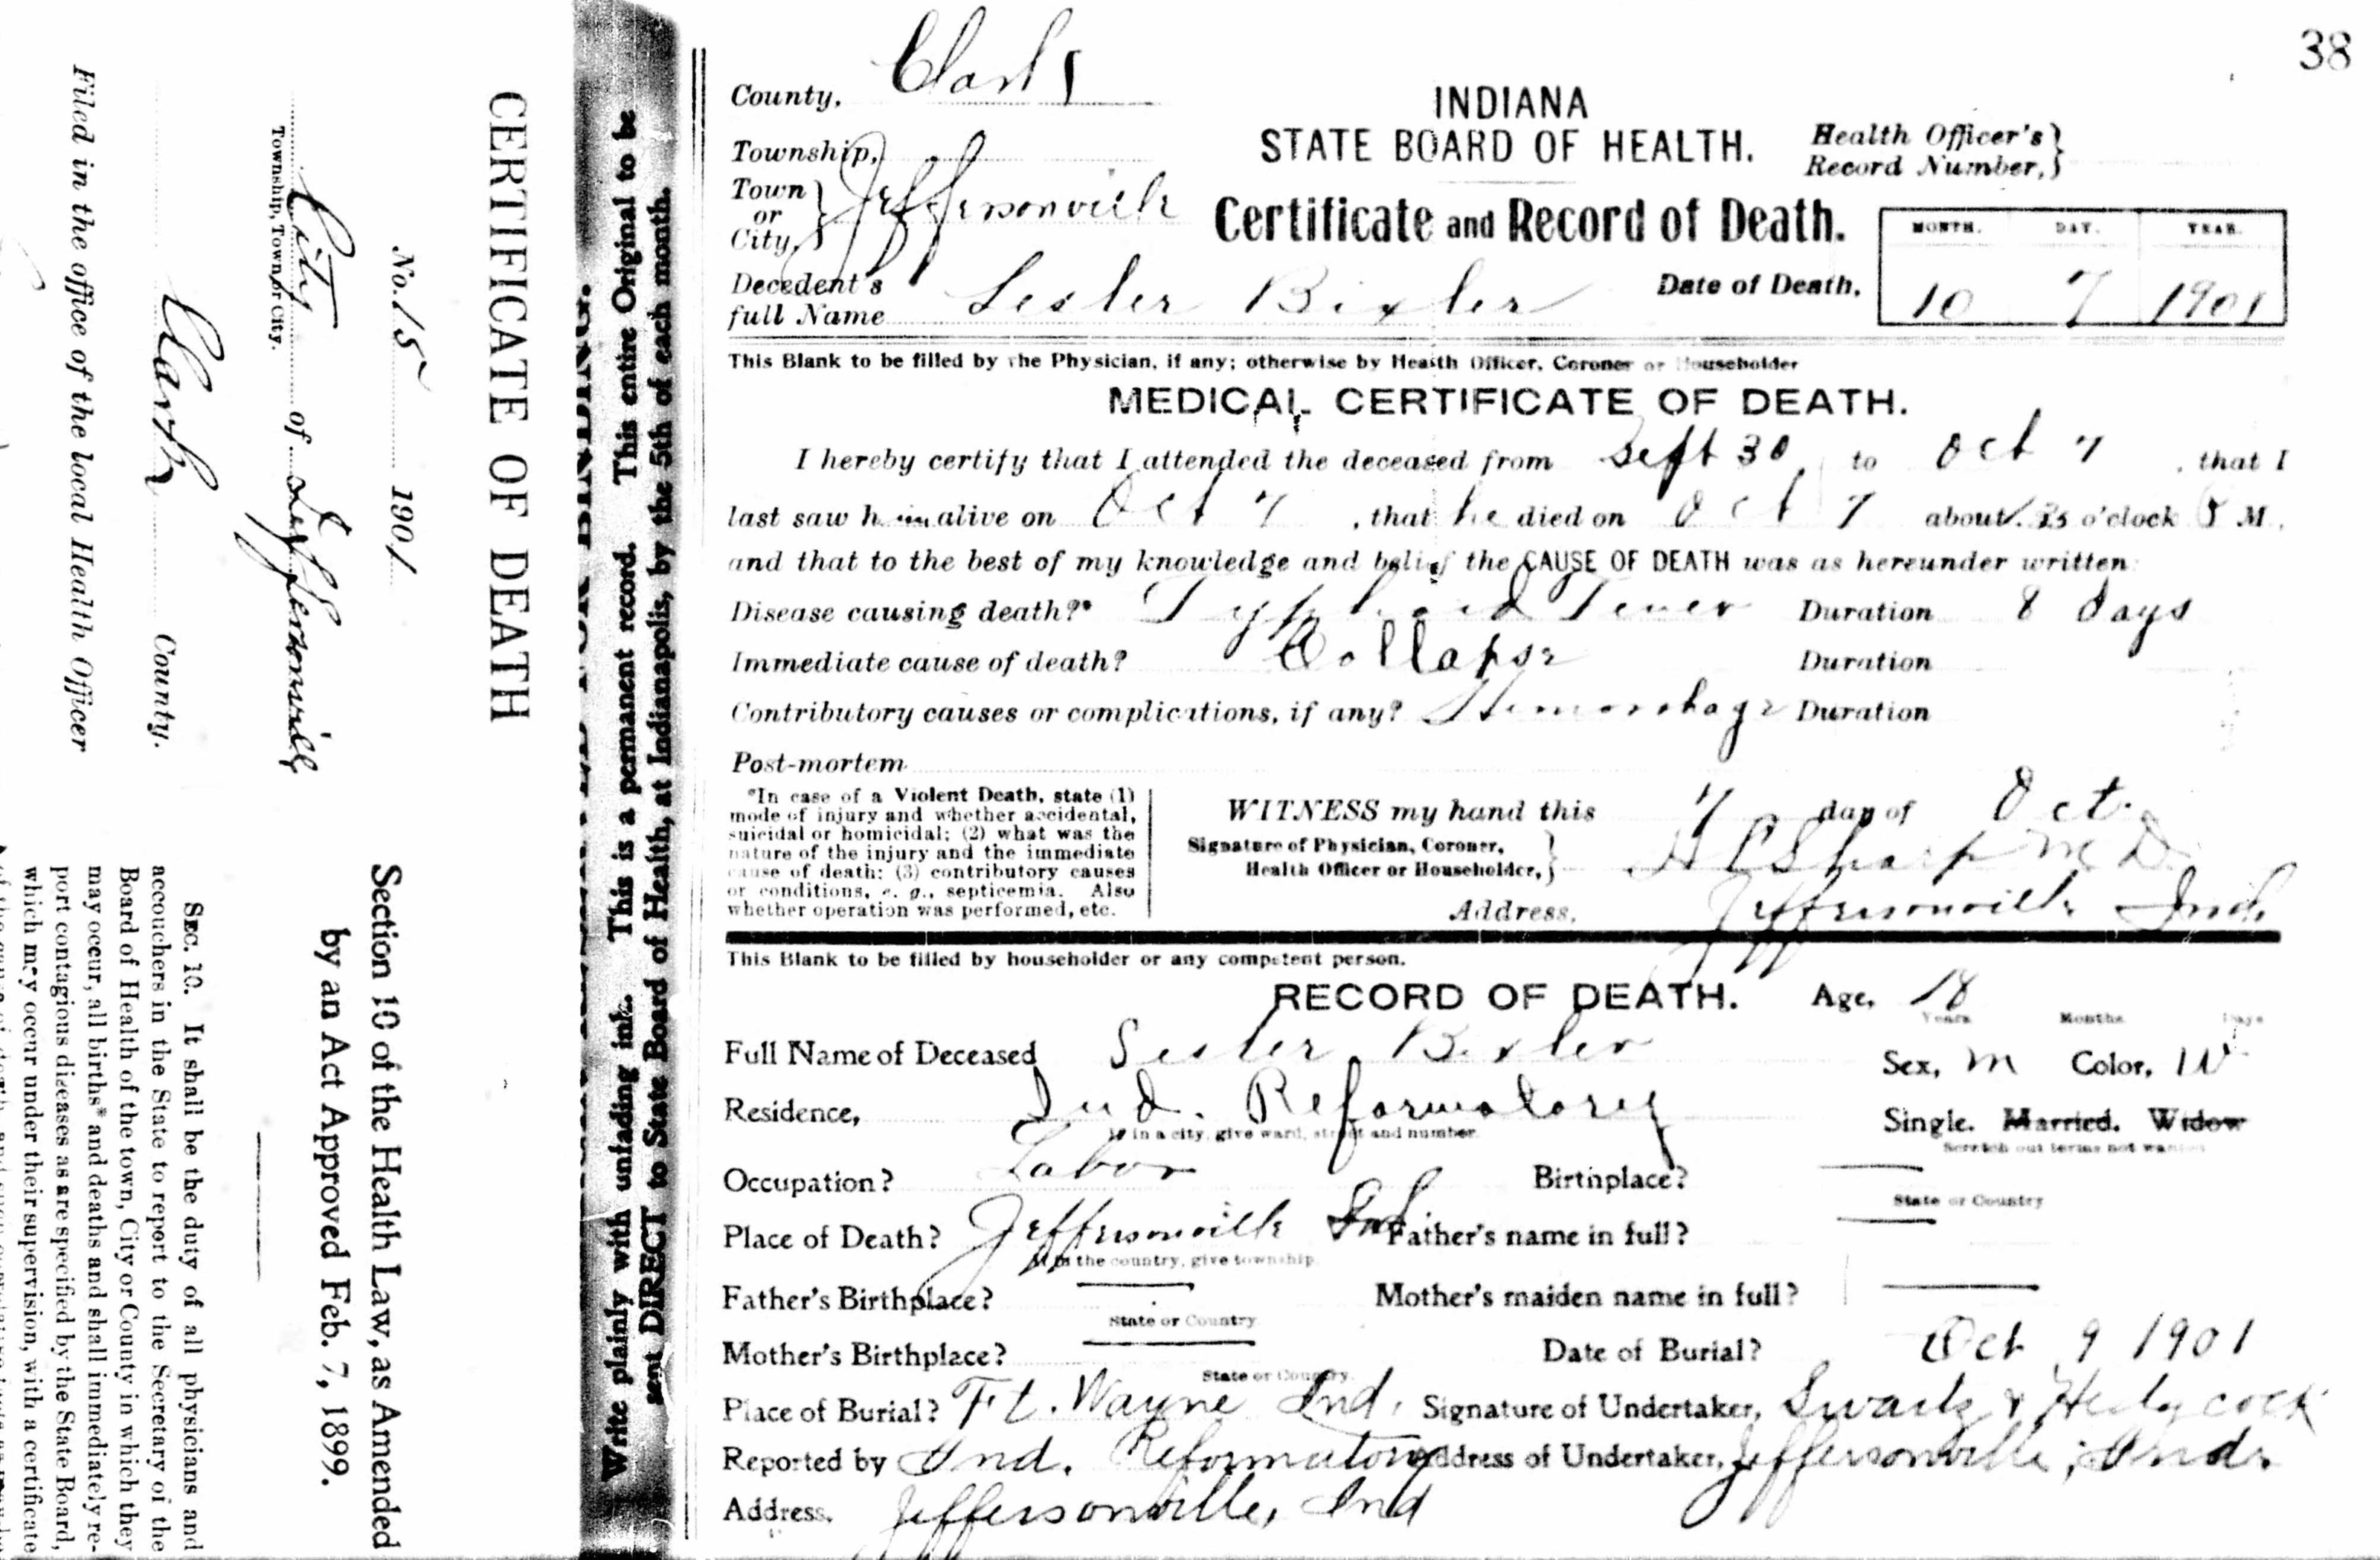 38
County, Clark
INDIANA
STATE BOARD OF HEALTH.
Health Officer's
Record Number,
Township,
Town or City, Jeffersonville
Certificate and Record of Death.
MONTH. DAY. YEAR.
Decedent's full Name Lesler Bixler
Date of Death, 10 7 1901
This Blank to be filled by the Physician, if any; otherwise by Health Officer, Coroner or Householder
MEDICAL CERTIFICATE OF DEATH.
I hereby certify that I attended the deceased from Sept 30, to Oct 7, that I
last saw him alive on Oct 7, that he died on Oct 7 about o'clock M.,
and that to the best of my knowledge and belief the CAUSE OF DEATH was as hereunder written:
Disease causing death?* Typhoid Fever Duration 8 days
Immediate cause of death? Collapse Duration
Contributory causes or complications, if any? Hemorrhage Duration
Post-mortem
*In case of a Violent Death, state (1)
mode of injury and whether accidental,
suicidal or homicidal; (2) what was the
nature of the injury and the immediate
cause of death; (3) contributory causes
or conditions, e. g., septicemia. Also
whether operation was performed, etc.
WITNESS my hand this 7 day of Oct.
Signature of Physician, Coroner,
Health Officer or Householder, Sharp M D
Address, Jeffersonville Ind.
This Blank to be filled by householder or any competent person.
RECORD OF DEATH. Age, 18
Years Months Days
Full Name of Deceased Lesler Bixler
Sex, M Color, W
Residence, Ind. Reformatory
If in a city, give ward, street and number.
Single. Married. Widow
Scratch out terms not wanted
Occupation? Labor Birthplace?
State or Country
Place of Death? Jeffersonville Ind. Father's name in full?
If in the country, give township.
Father's Birthplace? Mother's maiden name in full?
State or Country
Mother's Birthplace? Date of Burial? Oct 9 1901
State or Country.
Place of Burial? Ft. Wayne Ind. Signature of Undertaker, Swartz &
Reported by Ind. Reformatory Address of Undertaker, Jeffersonville, Ind.
Address, Jeffersonville, Ind
Write plainly with unfading ink. This is a permanent record. This entire Original to be
sent DIRECT to State Board of Health, at Indianapolis, by the 5th of each month.
CERTIFICATE OF DEATH
No. 15 1901
City of Jeffersonville
Township, Town or City.
Clark County.
Filed in the office of the local Health Officer
Section 10 of the Health Law, as Amended
by an Act Approved Feb. 7, 1899.
SEC. 10. It shall be the duty of all physicians and
accouchers in the State to report to the Secretary of the
Board of Health of the town, City or County in which they
may occur, all births* and deaths and shall immediately re-
port contagious diseases as are specified by the State Board,
which may occur under their supervision, with a certificate